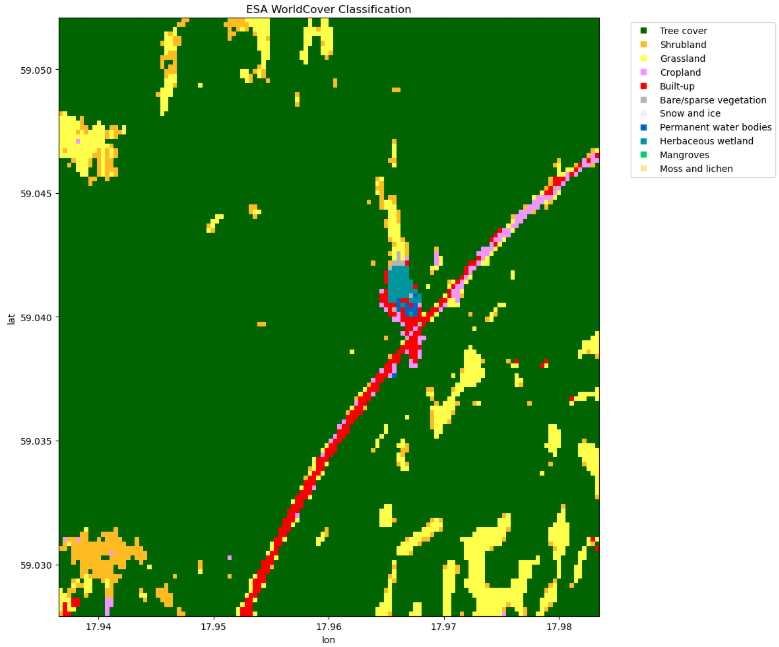 ESA WorldCover Classification
Tree cover
Shrubland
Grassland
Cropland
Built-up
Bare/sparse vegetation
Snow and ice
Permanent water bodies
Herbaceous wetland
Mangroves
Moss and lichen
59.050
59.045
59.040
59.035
59.030
lat
17.94 17.95 17.96 17.97 17.98
lon